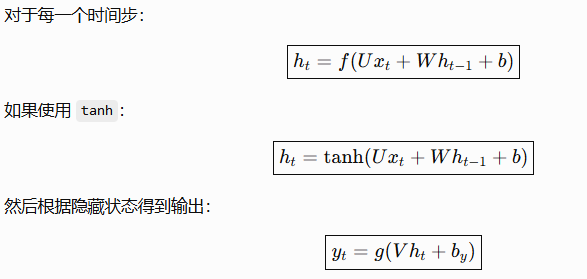 对于每一个时间步：
h_t = f(Ux_t + Wh_{t-1} + b)
如果使用 tanh：
h_t = tanh(Ux_t + Wh_{t-1} + b)
然后根据隐藏状态得到输出：
y_t = g(Vh_t + b_y)